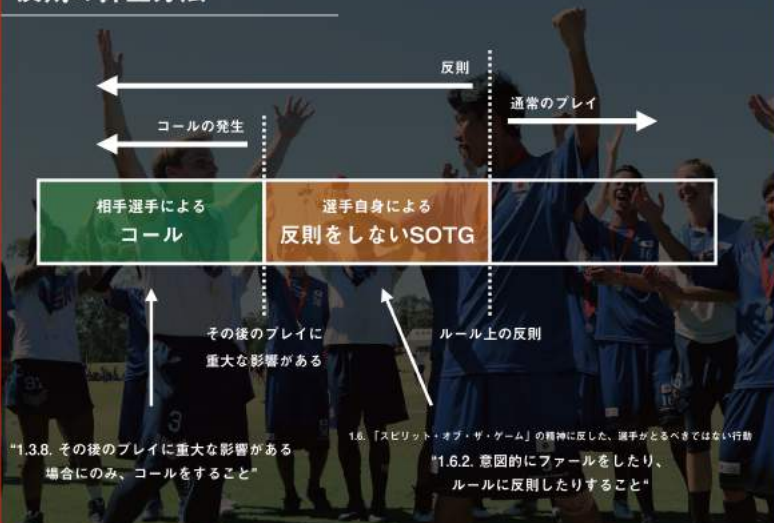 反則
通常のプレイ
コールの発生
相手選手による
コール
選手自身による
反則をしないSOTG
その後のプレイに
重大な影響がある
ルール上の反則
“1.3.8. その後のプレイに重大な影響がある
場合にのみ、コールをすること”
1.6. 「スピリット・オブ・ザ・ゲーム」の精神に反した、選手がとるべきではない行動
“1.6.2. 意図的にファールをしたり、
ルールに反則したりすること“